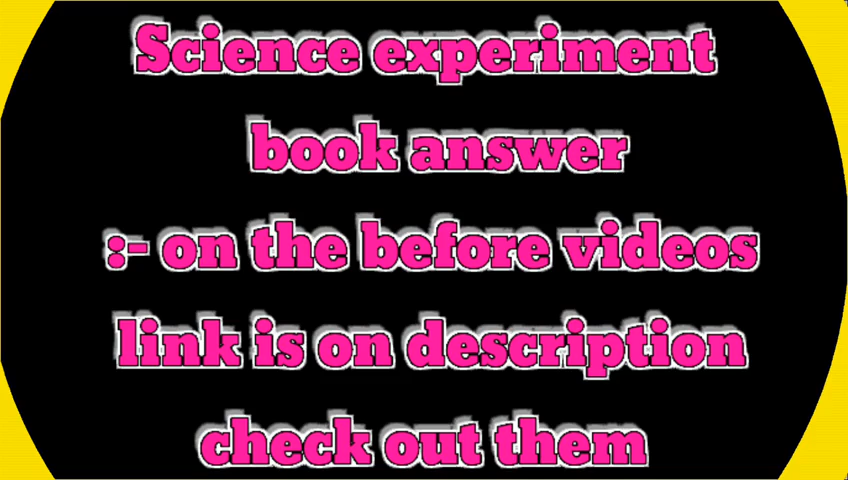 Science experiment
book answer
:- on the before videos
link is on description
check out them